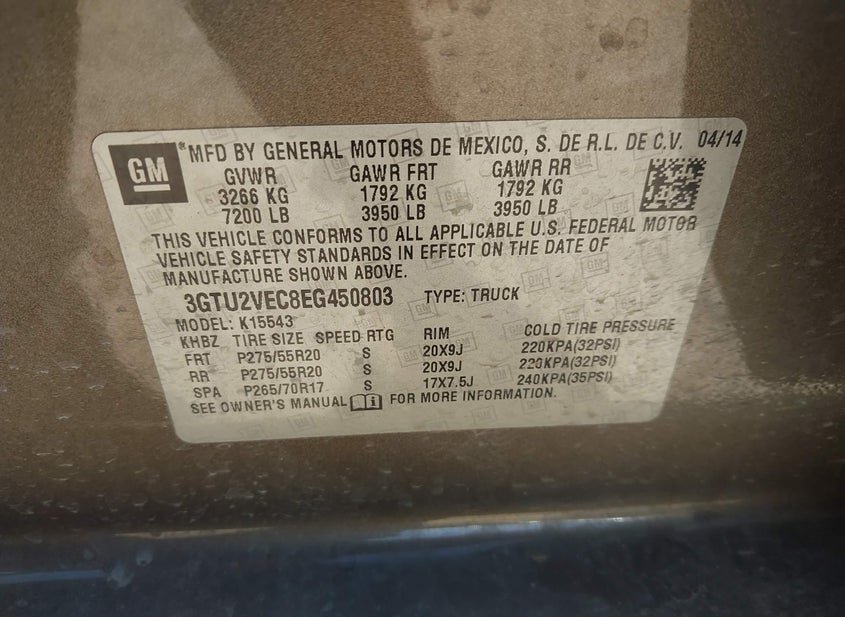 GM ® MFD BY GENERAL MOTORS DE MEXICO, S. DE R.L. DE C.V. 04/14
GVWR GAWR FRT GAWR RR
3266 KG 1792 KG 1792 KG
7200 LB 3950 LB 3950 LB
THIS VEHICLE CONFORMS TO ALL APPLICABLE U.S. FEDERAL MOTOR
VEHICLE SAFETY STANDARDS IN EFFECT ON THE DATE OF
MANUFACTURE SHOWN ABOVE.
3GTU2VEC8EG450803 TYPE: TRUCK
MODEL: K15543
KHBZ TIRE SIZE SPEED RTG RIM COLD TIRE PRESSURE
FRT P275/55R20 S 20X9J 220KPA(32PSI)
RR P275/55R20 S 20X9J 220KPA(32PSI)
SPA P265/70R17 S 17X7.5J 240KPA(35PSI)
SEE OWNER'S MANUAL FOR MORE INFORMATION.